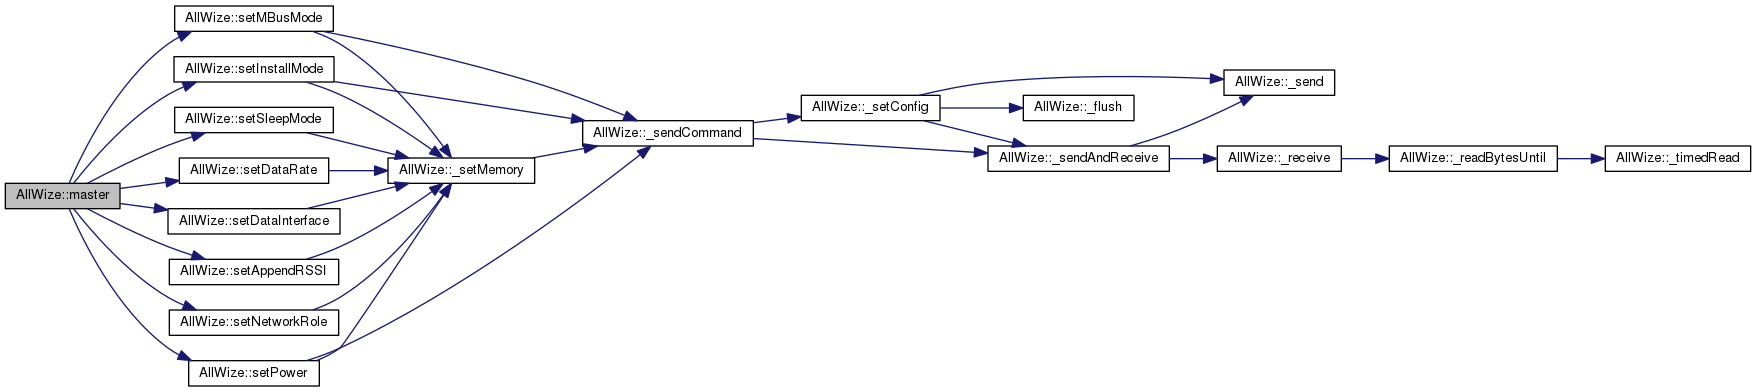 AllWize::master
AllWize::setMBusMode
AllWize::setInstallMode
AllWize::setSleepMode
AllWize::setDataRate
AllWize::setDataInterface
AllWize::setAppendRSSI
AllWize::setNetworkRole
AllWize::setPower
AllWize::_setMemory
AllWize::_sendCommand
AllWize::_setConfig
AllWize::_sendAndReceive
AllWize::_flush
AllWize::_send
AllWize::_receive
AllWize::_readBytesUntil
AllWize::_timedRead